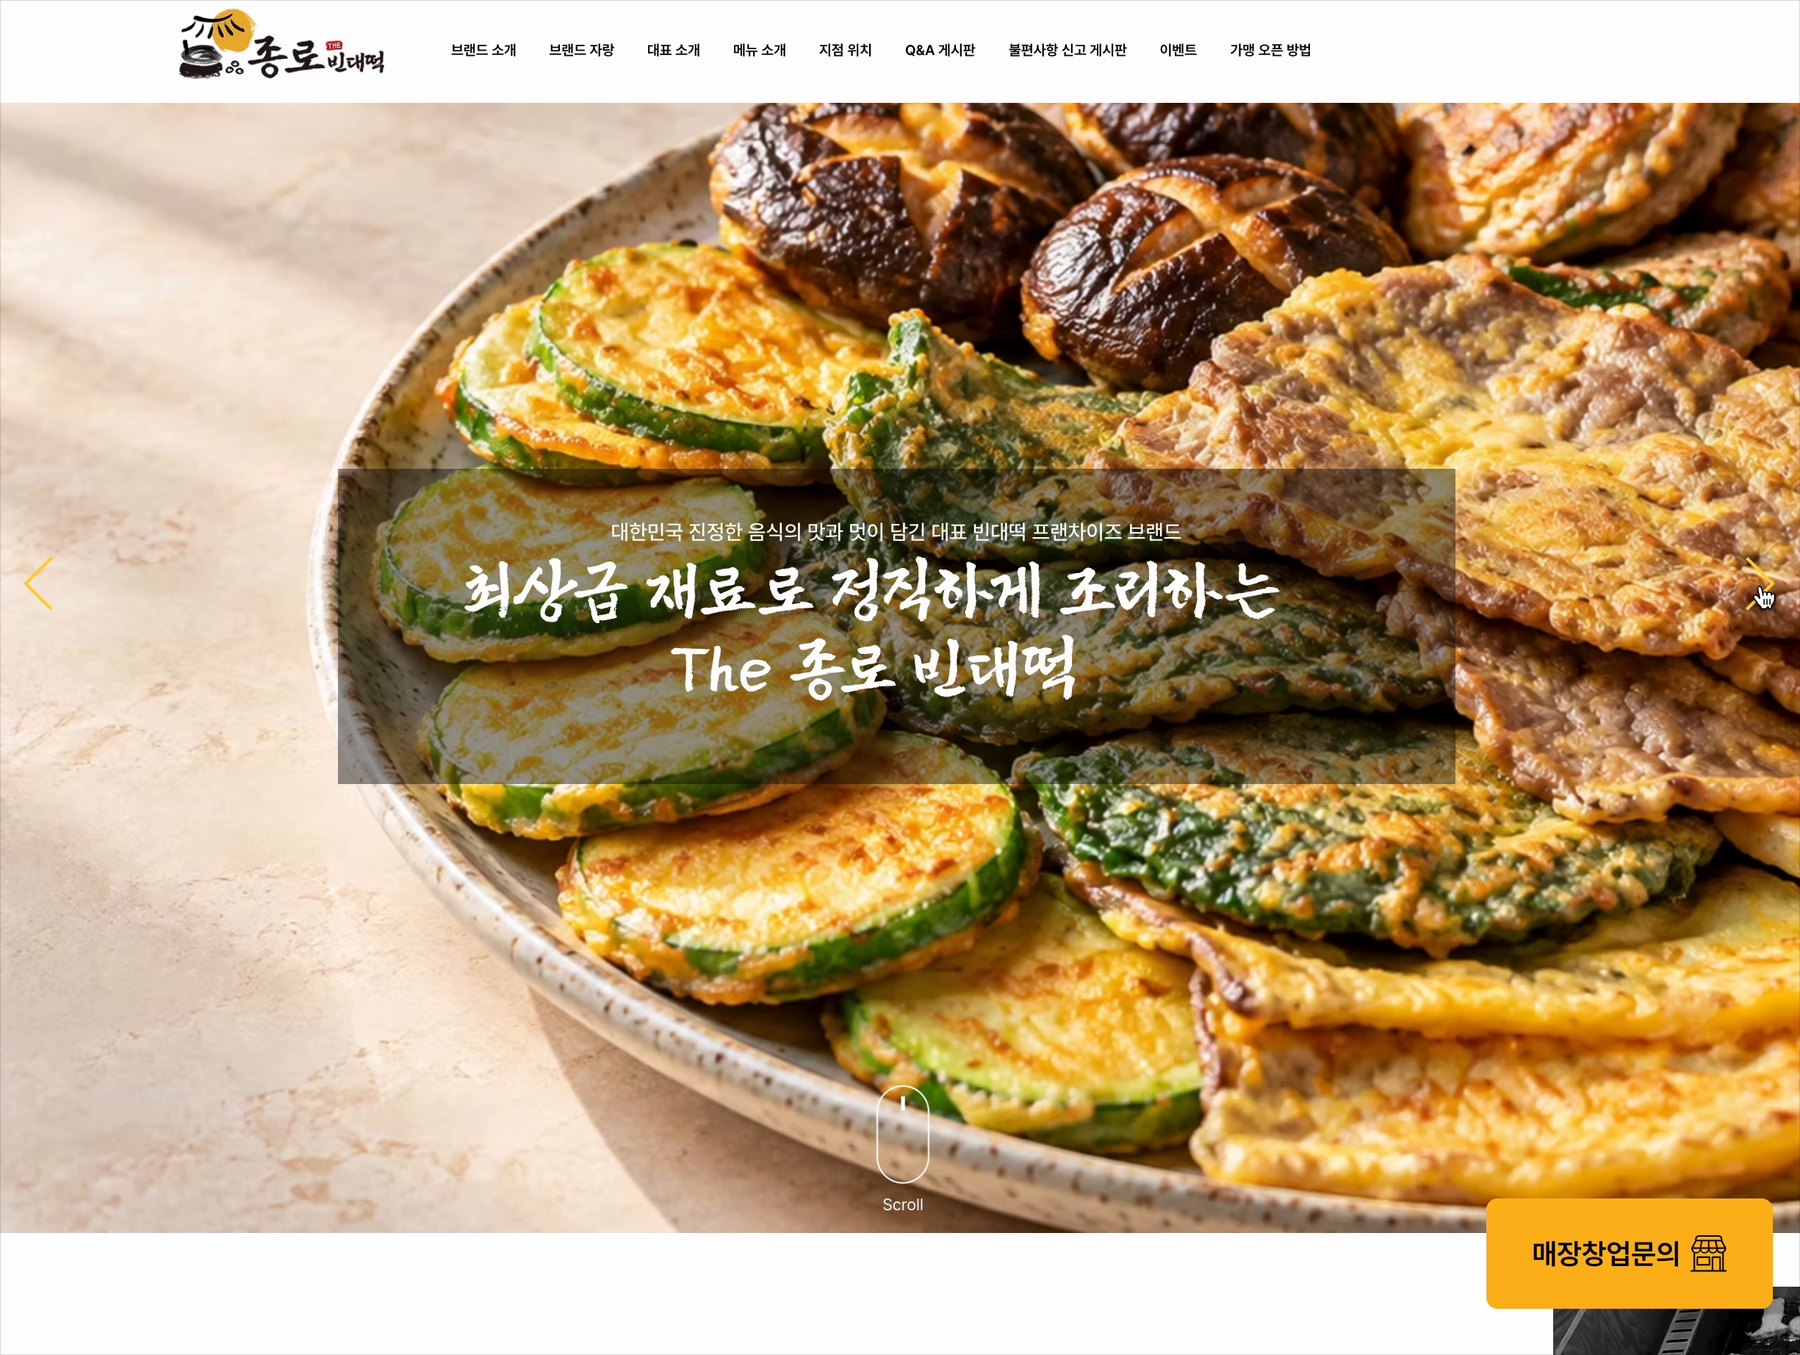 종로 THE 빈대떡
브랜드 소개 브랜드 자랑 대표 소개 메뉴 소개 지점 위치 Q&A 게시판 불편사항 신고 게시판 이벤트 가맹 오픈 방법
대한민국 진정한 음식의 맛과 멋이 담긴 대표 빈대떡 프랜차이즈 브랜드
최상급 재료로 정직하게 조리하는
The 종로 빈대떡
Scroll
매장창업문의